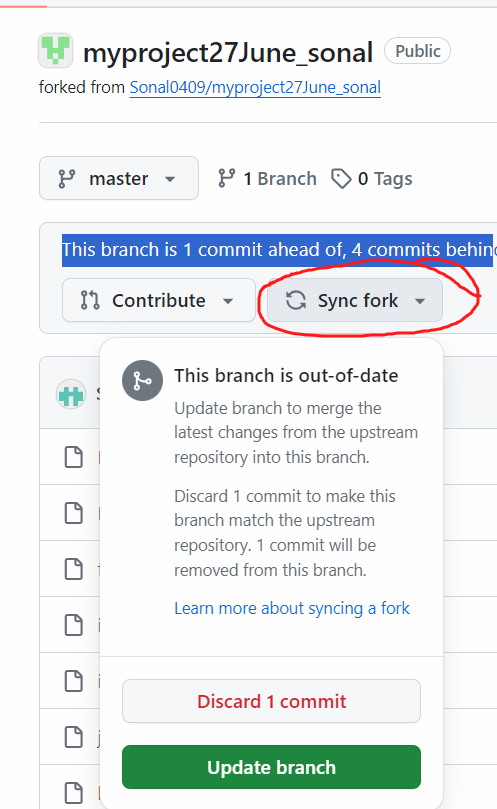 myproject27June_sonal Public
forked from Sonal0409/myproject27June_sonal
master 1 Branch 0 Tags
This branch is 1 commit ahead of, 4 commits behind
Contribute Sync fork
This branch is out-of-date
Update branch to merge the
latest changes from the upstream
repository into this branch.
Discard 1 commit to make this
branch match the upstream
repository. 1 commit will be
removed from this branch.
Learn more about syncing a fork
Discard 1 commit
Update branch